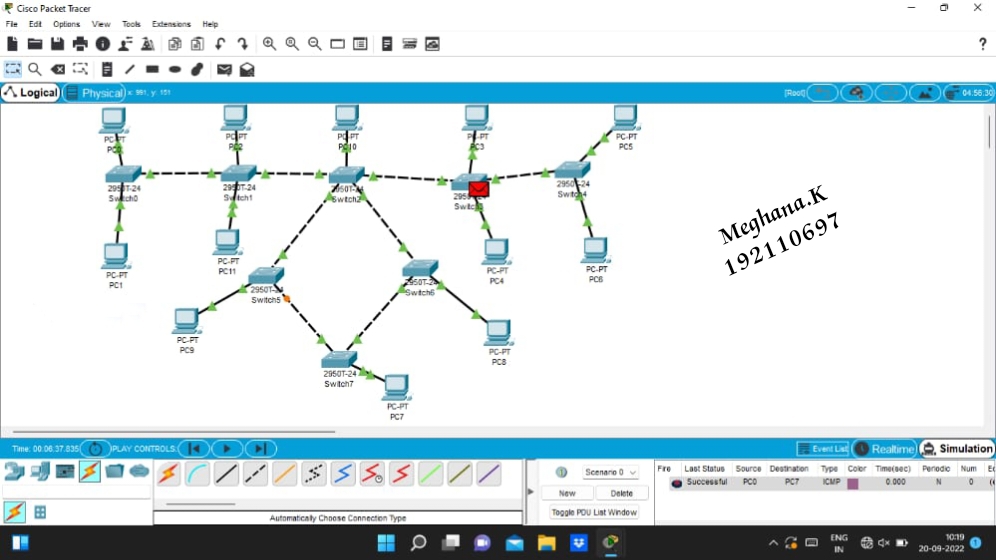 Cisco Packet Tracer
File Edit Options View Tools Extensions Help
?
Logical Physical x: 991, y: 151 [Root] 04:56:30
PC-PT PC-PT PC-PT PC-PT PC-PT
PC0 PC2 PC10 PC3 PC5
2950T-24 2950T-24 2950T-24 2950T-24
Switch0 Switch1 Switch2 Switch4
PC-PT
PC1
PC-PT
PC11
PC-PT
PC4
PC-PT
PC6
2950T-24
Switch5
2950T-24
Switch6
PC-PT
PC9
PC-PT
PC8
2950T-24
Switch7
PC-PT
PC7
Meghana.K
192110697
Time: 00:06:37.835 PLAY CONTROLS: Event List Realtime Simulation
Scenario 0
New Delete
Toggle PDU List Window
Fire Last Status Source Destination Type Color Time(sec) Periodic Num
Successful PC0 PC7 ICMP 0.000 N 0
Automatically Choose Connection Type
ENG
IN
10:19
20-09-2022
1